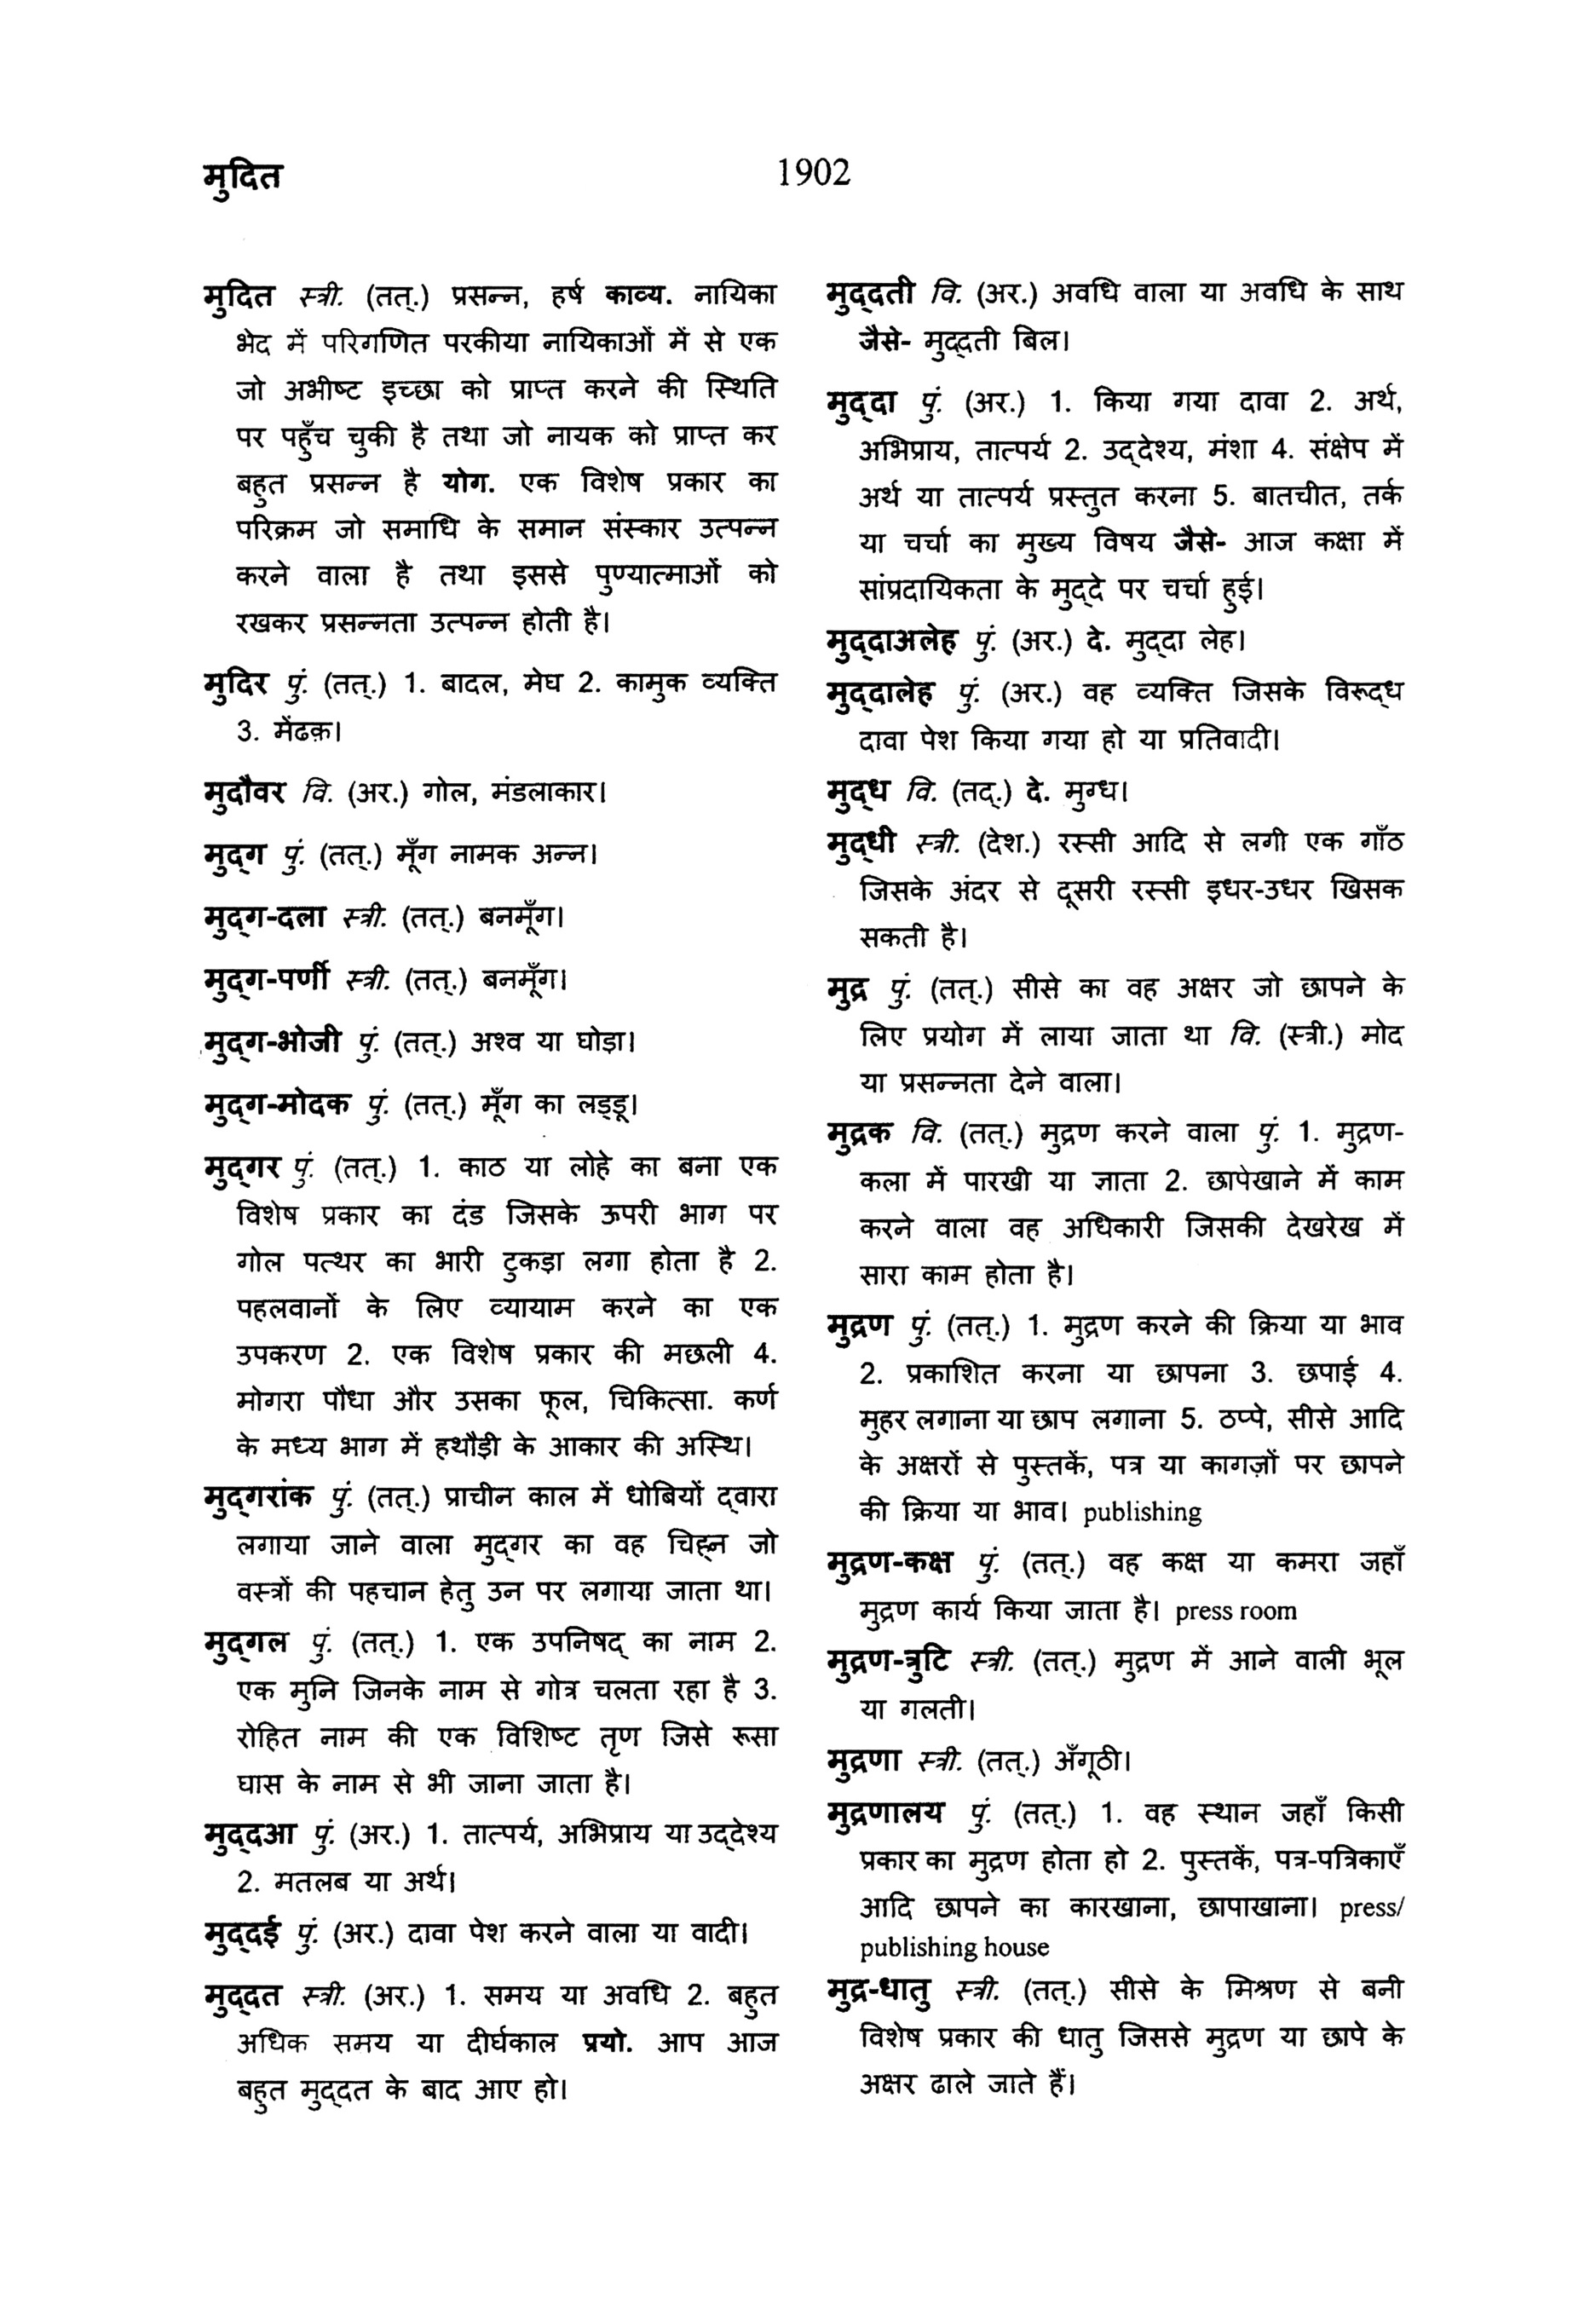 मुदित
1902
मुदित स्त्री. (तत्.) प्रसन्न, हर्ष काव्य. नायिका
भेद में परिगणित परकीया नायिकाओं में से एक
जो अभीष्ट इच्छा को प्राप्त करने की स्थिति
पर पहुँच चुकी है तथा जो नायक को प्राप्त कर
बहुत प्रसन्न है योग. एक विशेष प्रकार का
परिक्रम जो समाधि के समान संस्कार उत्पन्न
करने वाला है तथा इससे पुण्यात्माओं को
रखकर प्रसन्नता उत्पन्न होती है।
मुदिर पुं. (तत्.) 1. बादल, मेघ 2. कामुक व्यक्ति
3. मेंढक़।
मुदौवर वि. (अर.) गोल, मंडलाकार।
मुद्ग पुं. (तत्.) मूँग नामक अन्न।
मुद्ग-दला स्त्री. (तत्.) बनमूँग।
मुद्ग-पर्णी स्त्री. (तत्.) बनमूँग।
मुद्ग-भोजी पुं. (तत्.) अश्व या घोड़ा।
मुद्ग-मोदक पुं. (तत्.) मूँग का लड्डू।
मुद्गर पुं. (तत्.) 1. काठ या लोहे का बना एक
विशेष प्रकार का दंड जिसके ऊपरी भाग पर
गोल पत्थर का भारी टुकड़ा लगा होता है 2.
पहलवानों के लिए व्यायाम करने का एक
उपकरण 2. एक विशेष प्रकार की मछली 4.
मोगरा पौधा और उसका फूल, चिकित्सा. कर्ण
के मध्य भाग में हथौड़ी के आकार की अस्थि।
मुद्गरांक पुं. (तत्.) प्राचीन काल में धोबियों द्वारा
लगाया जाने वाला मुद्गर का वह चिह्न जो
वस्त्रों की पहचान हेतु उन पर लगाया जाता था।
मुद्गल पुं. (तत्.) 1. एक उपनिषद् का नाम 2.
एक मुनि जिनके नाम से गोत्र चलता रहा है 3.
रोहित नाम की एक विशिष्ट तृण जिसे रूसा
घास के नाम से भी जाना जाता है।
मुद्दआ पुं. (अर.) 1. तात्पर्य, अभिप्राय या उद्देश्य
2. मतलब या अर्थ।
मुद्दई पुं. (अर.) दावा पेश करने वाला या वादी।
मुद्दत स्त्री. (अर.) 1. समय या अवधि 2. बहुत
अधिक समय या दीर्घकाल प्रयो. आप आज
बहुत मुद्दत के बाद आए हो।
मुद्दती वि. (अर.) अवधि वाला या अवधि के साथ
जैसे- मुद्दती बिल।
मुद्दा पुं. (अर.) 1. किया गया दावा 2. अर्थ,
अभिप्राय, तात्पर्य 2. उद्देश्य, मंशा 4. संक्षेप में
अर्थ या तात्पर्य प्रस्तुत करना 5. बातचीत, तर्क
या चर्चा का मुख्य विषय जैसे- आज कक्षा में
सांप्रदायिकता के मुद्दे पर चर्चा हुई।
मुद्दाअलेह पुं. (अर.) दे. मुद्दा लेह।
मुद्दालेह पुं. (अर.) वह व्यक्ति जिसके विरूद्ध
दावा पेश किया गया हो या प्रतिवादी।
मुद्ध वि. (तद्.) दे. मुग्ध।
मुद्धी स्त्री. (देश.) रस्सी आदि से लगी एक गाँठ
जिसके अंदर से दूसरी रस्सी इधर-उधर खिसक
सकती है।
मुद्र पुं. (तत्.) सीसे का वह अक्षर जो छापने के
लिए प्रयोग में लाया जाता था वि. (स्त्री.) मोद
या प्रसन्नता देने वाला।
मुद्रक वि. (तत्.) मुद्रण करने वाला पुं. 1. मुद्रण-
कला में पारखी या ज्ञाता 2. छापेखाने में काम
करने वाला वह अधिकारी जिसकी देखरेख में
सारा काम होता है।
मुद्रण पुं. (तत्.) 1. मुद्रण करने की क्रिया या भाव
2. प्रकाशित करना या छापना 3. छपाई 4.
मुहर लगाना या छाप लगाना 5. ठप्पे, सीसे आदि
के अक्षरों से पुस्तकें, पत्र या कागज़ों पर छापने
की क्रिया या भाव। publishing
मुद्रण-कक्ष पुं. (तत्.) वह कक्ष या कमरा जहाँ
मुद्रण कार्य किया जाता है। press room
मुद्रण-त्रुटि स्त्री. (तत्.) मुद्रण में आने वाली भूल
या गलती।
मुद्रणा स्त्री. (तत्.) अँगूठी।
मुद्रणालय पुं. (तत्.) 1. वह स्थान जहाँ किसी
प्रकार का मुद्रण होता हो 2. पुस्तकें, पत्र-पत्रिकाएँ
आदि छापने का कारखाना, छापाखाना। press/
publishing house
मुद्र-धातु स्त्री. (तत्.) सीसे के मिश्रण से बनी
विशेष प्रकार की धातु जिससे मुद्रण या छापे के
अक्षर ढाले जाते हैं।